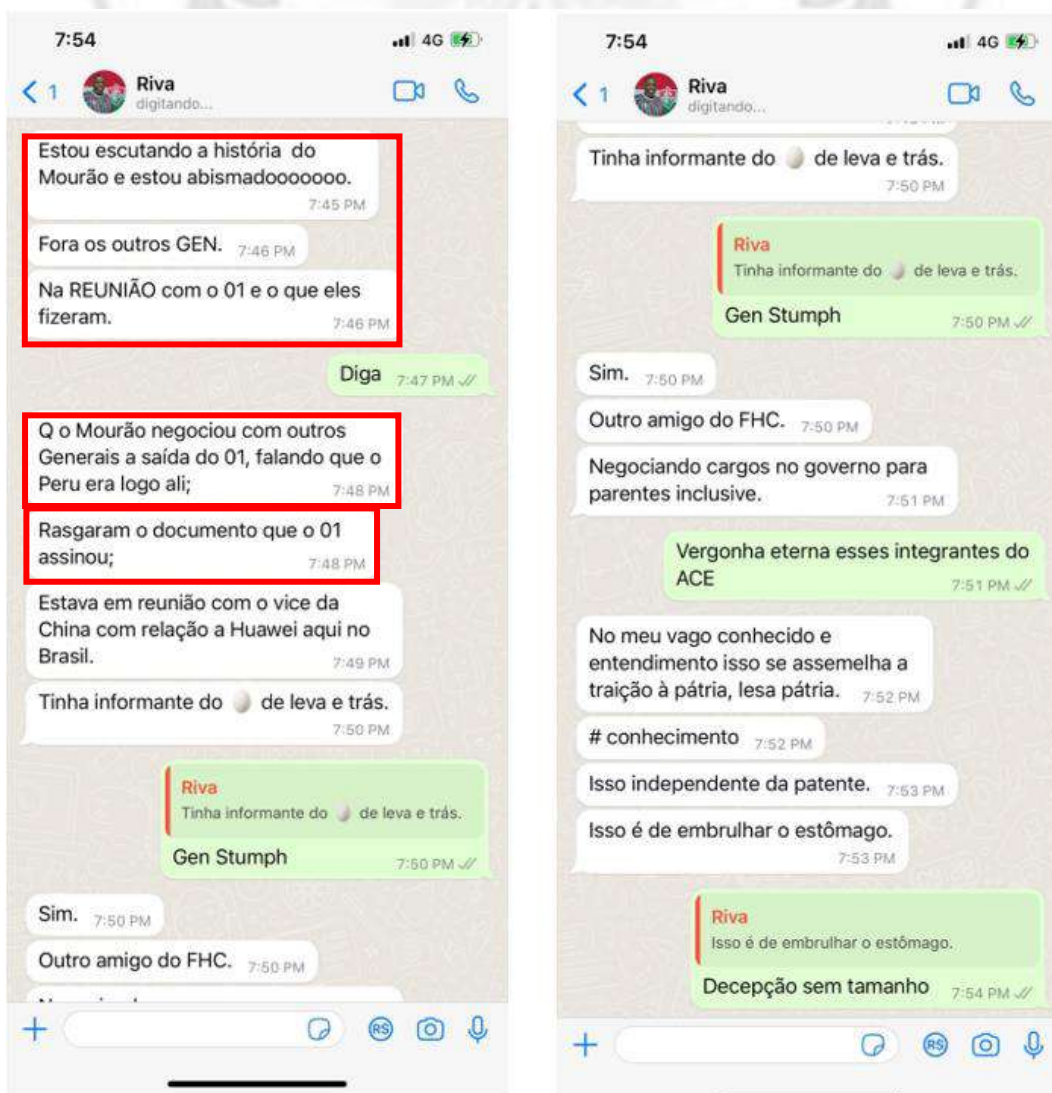 7:54
4G
1
Riva
digitando...
Estou escutando a história do
Mourão e estou abismadooooooo.
7:45 PM
Fora os outros GEN. 7:46 PM
Na REUNIÃO com o 01 e o que eles
fizeram. 7:46 PM
Diga 7:47 PM
Q o Mourão negociou com outros
Generais a saída do 01, falando que o
Peru era logo ali; 7:48 PM
Rasgaram o documento que o 01
assinou; 7:48 PM
Estava em reunião com o vice da
China com relação a Huawei aqui no
Brasil. 7:49 PM
Tinha informante do 🥚 de leva e trás.
7:50 PM
Riva
Tinha informante do 🥚 de leva e trás.
Gen Stumph 7:50 PM
Sim. 7:50 PM
Outro amigo do FHC. 7:50 PM
R$
7:54
4G
1
Riva
digitando...
Tinha informante do 🥚 de leva e trás.
7:50 PM
Riva
Tinha informante do 🥚 de leva e trás.
Gen Stumph 7:50 PM
Sim. 7:50 PM
Outro amigo do FHC. 7:50 PM
Negociando cargos no governo para
parentes inclusive. 7:51 PM
Vergonha eterna esses integrantes do
ACE 7:51 PM
No meu vago conhecido e
entendimento isso se assemelha a
traição à pátria, lesa pátria. 7:52 PM
# conhecimento 7:52 PM
Isso independente da patente. 7:53 PM
Isso é de embrulhar o estômago.
7:53 PM
Riva
Isso é de embrulhar o estômago.
Decepção sem tamanho 7:54 PM
R$